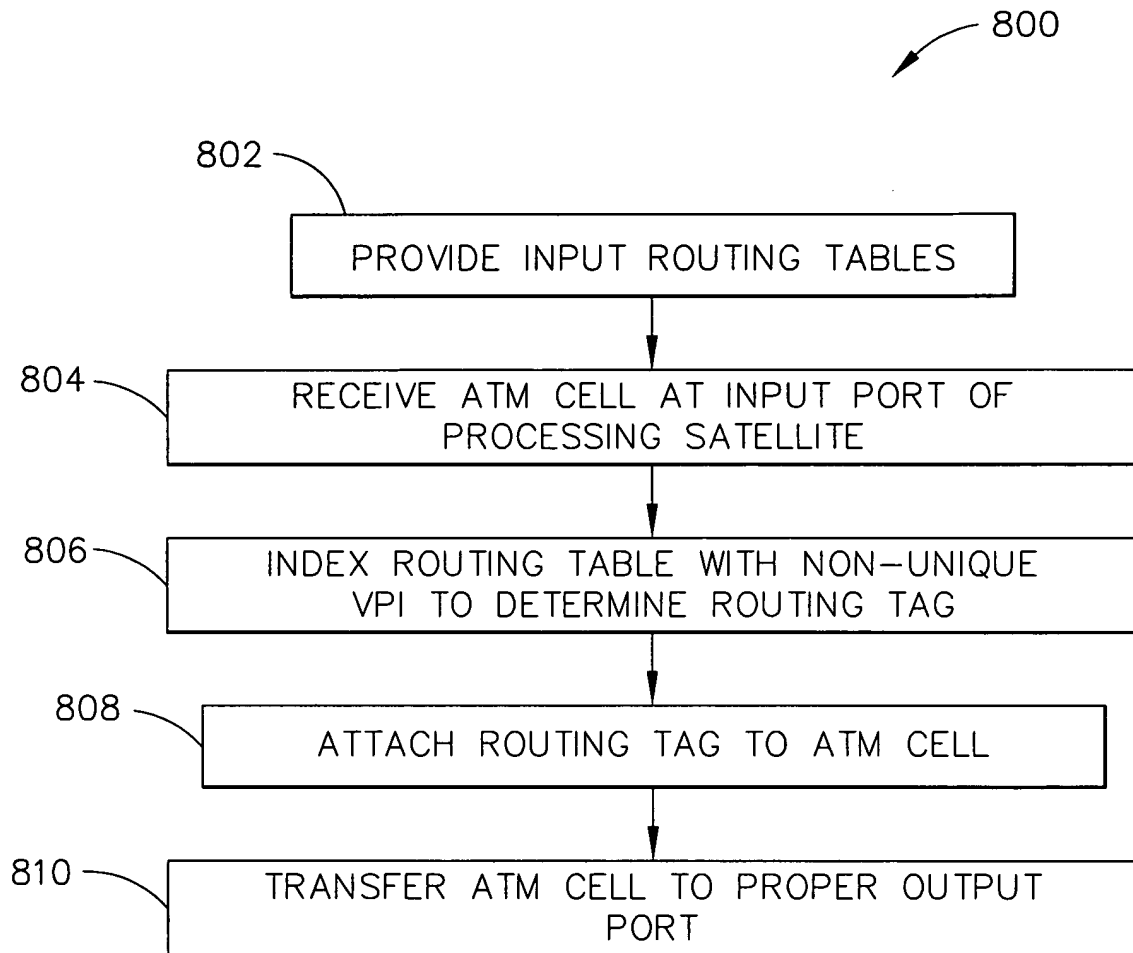 800
802
PROVIDE INPUT ROUTING TABLES
804
RECEIVE ATM CELL AT INPUT PORT OF
PROCESSING SATELLITE
806
INDEX ROUTING TABLE WITH NON-UNIQUE
VPI TO DETERMINE ROUTING TAG
808
ATTACH ROUTING TAG TO ATM CELL
810
TRANSFER ATM CELL TO PROPER OUTPUT
PORT